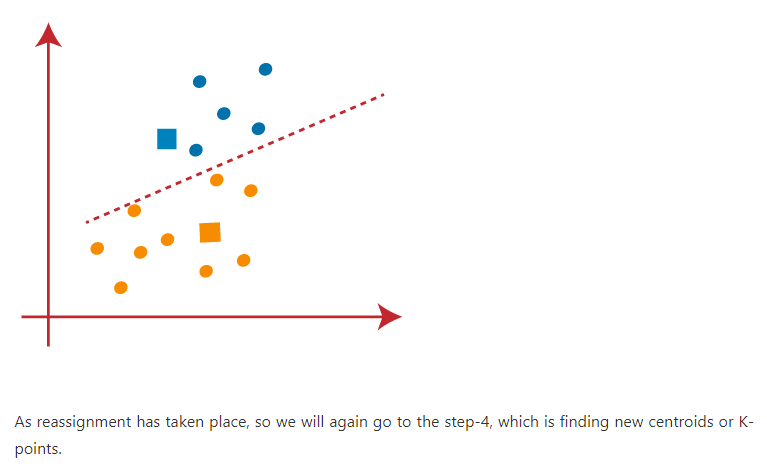 As reassignment has taken place, so we will again go to the step-4, which is finding new centroids or K-
points.